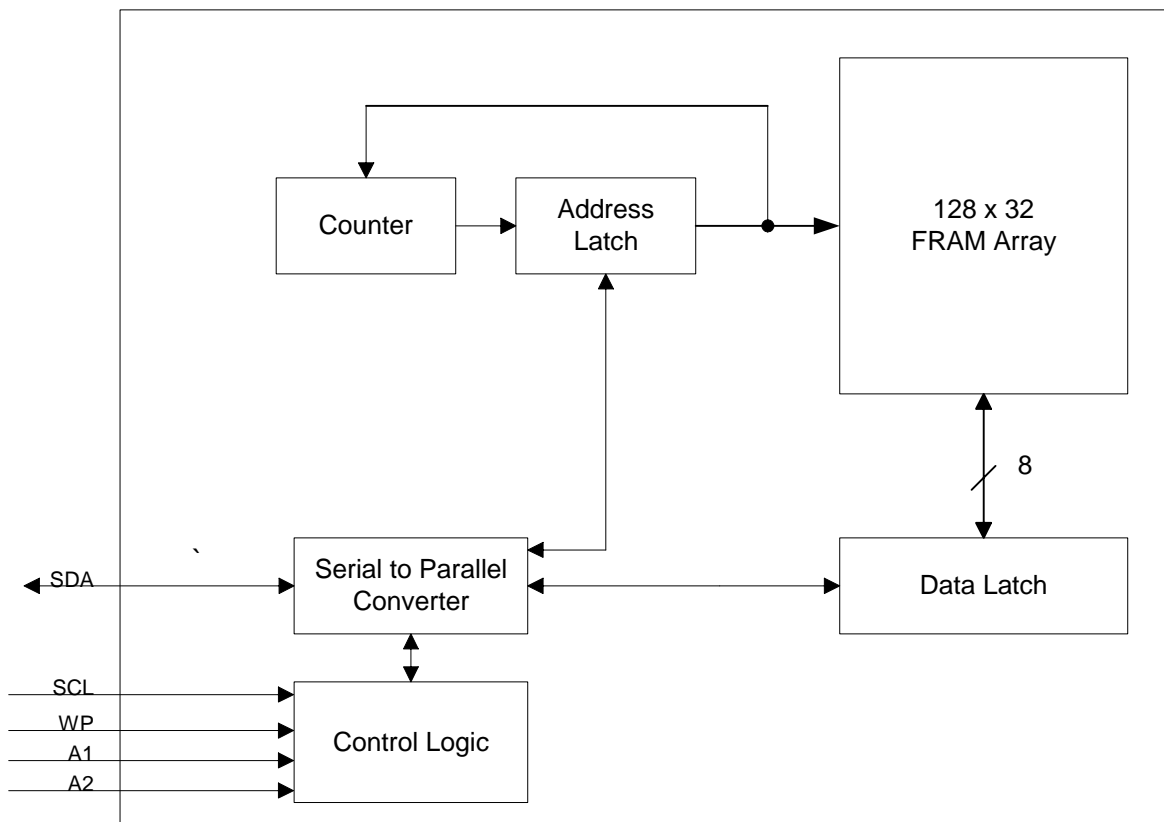 Counter
Address
Latch
128 x 32
FRAM Array
8
`
SDA
Serial to Parallel
Converter
Data Latch
SCL
WP
A1
A2
Control Logic